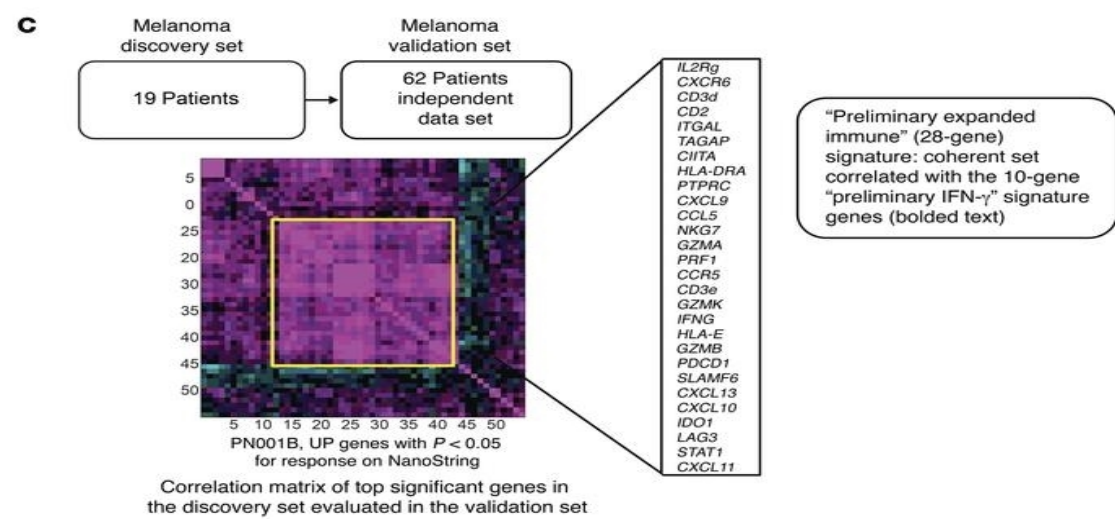 C
Melanoma
discovery set
Melanoma
validation set
19 Patients
62 Patients
independent
data set
IL2Rg
CXCR6
CD3d
CD2
ITGAL
TAGAP
CIITA
HLA-DRA
PTPRC
CXCL9
CCL5
NKG7
GZMA
PRF1
CCR5
CD3e
GZMK
IFNG
HLA-E
GZMB
PDCD1
SLAMF6
CXCL13
CXCL10
IDO1
LAG3
STAT1
CXCL11
“Preliminary expanded
immune” (28-gene)
signature: coherent set
correlated with the 10-gene
“preliminary IFN-γ” signature
genes (bolded text)
5
0
25
20
30
35
40
45
50
5 10 15 20 25 30 35 40 45 50
PN001B, UP genes with P < 0.05
for response on NanoString
Correlation matrix of top significant genes in
the discovery set evaluated in the validation set